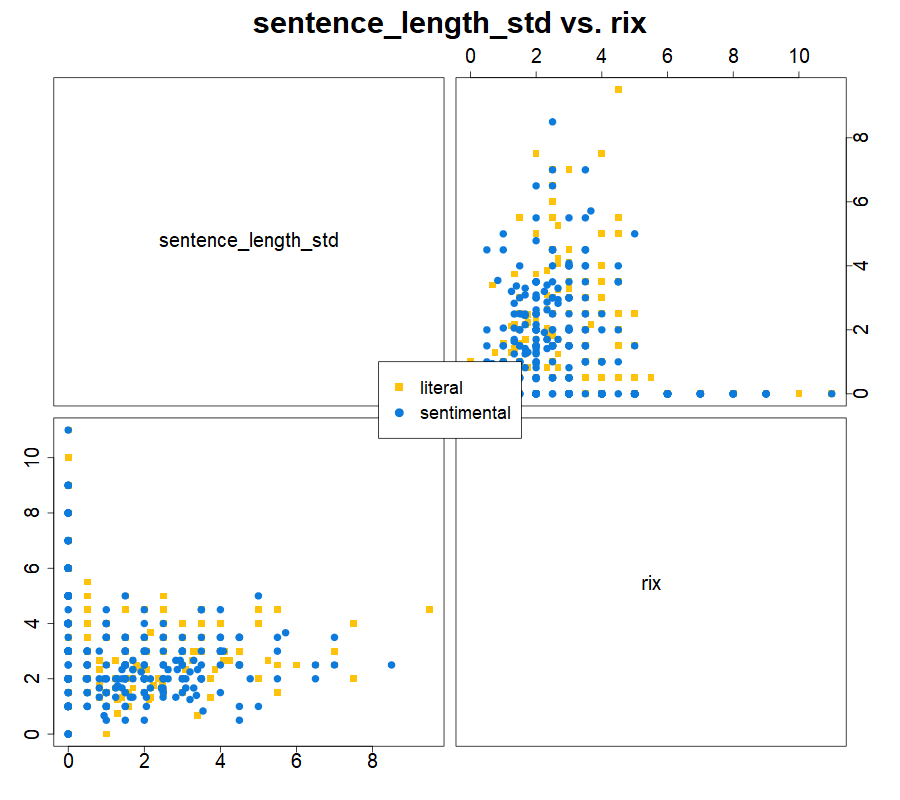 sentence_length_std vs. rix
0 2 4 6 8 10
sentence_length_std
8
6
4
2
0
literal
sentimental
10
8
6
4
2
0
rix
0 2 4 6 8